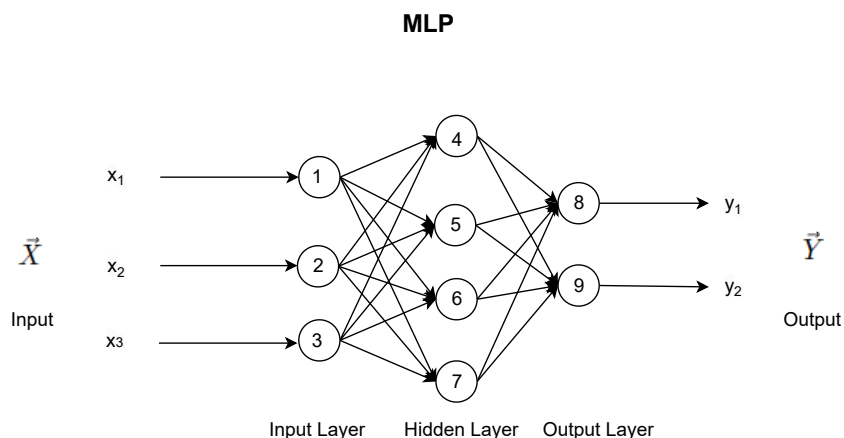 MLP
x1
x2
x3
X⃗
Input
1
2
3
4
5
6
7
8
9
y1
y2
Y⃗
Output
Input Layer
Hidden Layer
Output Layer